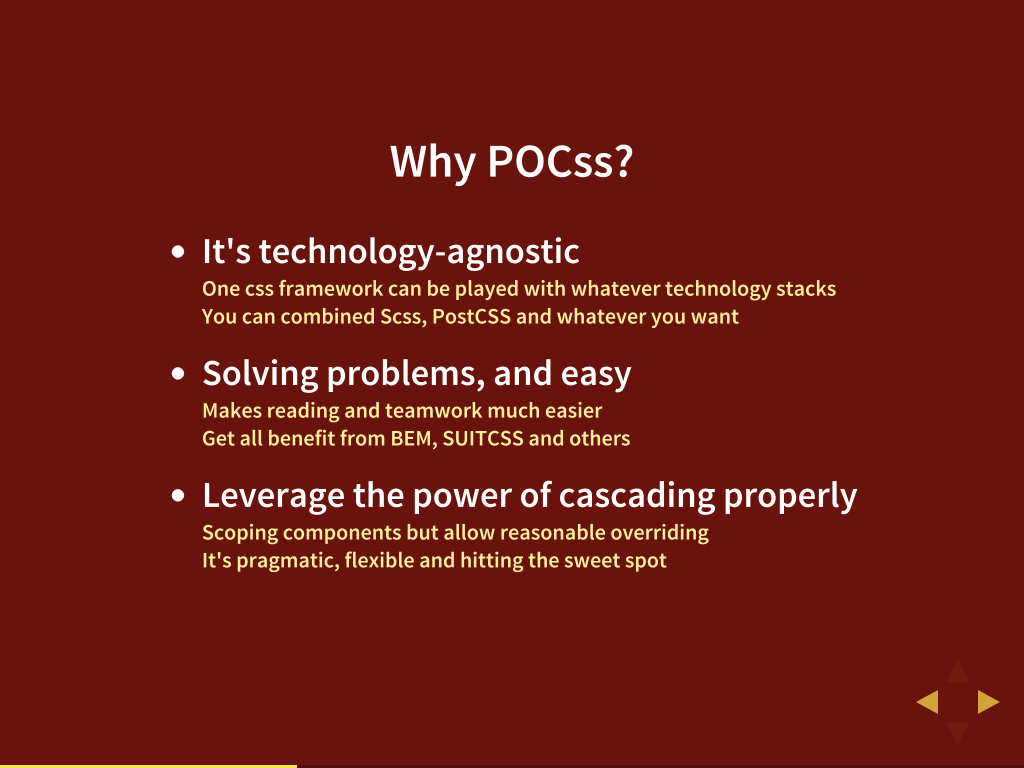 Why POCss?
It's technology-agnostic
One css framework can be played with whatever technology stacks
You can combined Scss, PostCSS and whatever you want
Solving problems, and easy
Makes reading and teamwork much easier
Get all benefit from BEM, SUITCSS and others
Leverage the power of cascading properly
Scoping components but allow reasonable overriding
It's pragmatic, flexible and hitting the sweet spot